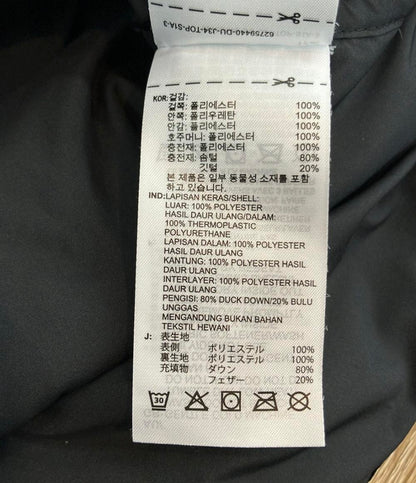 62759440-DU-J34-TOP-S1A-3
KOR:겉감:
겉쪽: 폴리에스터 100%
안쪽: 폴리우레탄 100%
안감: 폴리에스터 100%
호주머니: 폴리에스터 100%
충전재: 폴리에스터 100%
충전재: 솜털 80%
깃털 20%
본 제품은 일부 동물성 소재를 포함
하고 있습니다.
IND:LAPISAN KERAS/SHELL:
LUAR: 100% POLYESTER
HASIL DAUR ULANG/DALAM:
100% THERMOPLASTIC
POLYURETHANE
LAPISAN DALAM: 100% POLYESTER
HASIL DAUR ULANG
KANTUNG: 100% POLYESTER HASIL
DAUR ULANG
INTERLAYER: 100% POLYESTER HASIL
DAUR ULANG
PENGISI: 80% DUCK DOWN/20% BULU
UNGGAS
MENGANDUNG BUKAN BAHAN
TEKSTIL HEWANI
J: 表生地
表側 ポリエステル 100%
裏生地 ポリエステル 100%
充填物 ダウン 80%
フェザー 20%
30